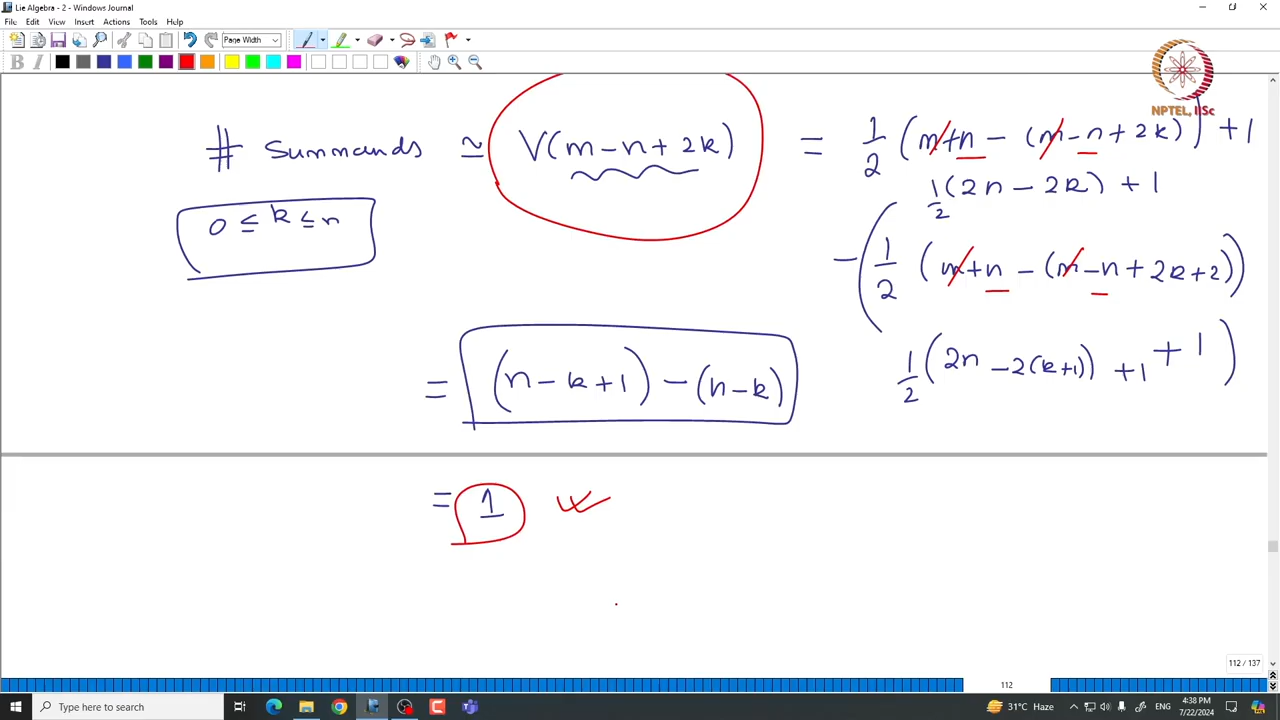 Lie Algebra - 2 - Windows Journal
File Edit View Insert Actions Tools Help
Page Width
B I
NPTEL, IISc
# Summands ≃ V(m-n+2k) = 1/2 (m+n - (m-n+2k)) +1
1/2 (2n - 2k) + 1
0 ≤ k ≤ n
- (1/2 (m+n - (m-n+2k+2))
1/2 (2n -2(k+1)) +1 + 1)
= (n-k+1) - (n-k)
= 1
112 / 137
112
Type here to search
31°C Haze
4:38 PM
7/22/2024